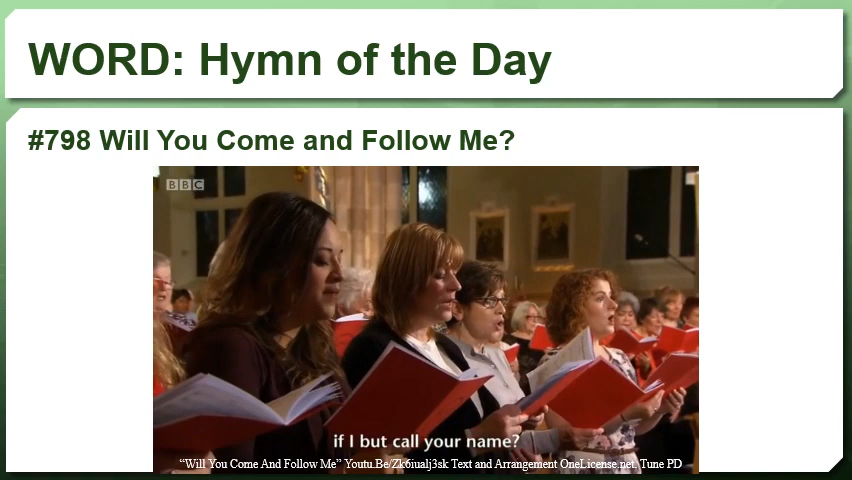 WORD: Hymn of the Day
#798 Will You Come and Follow Me?
BBC
if I but call your name?
“Will You Come And Follow Me” Youtu.Be/Zk6iualj3sk Text and Arrangement OneLicense.net. Tune PD